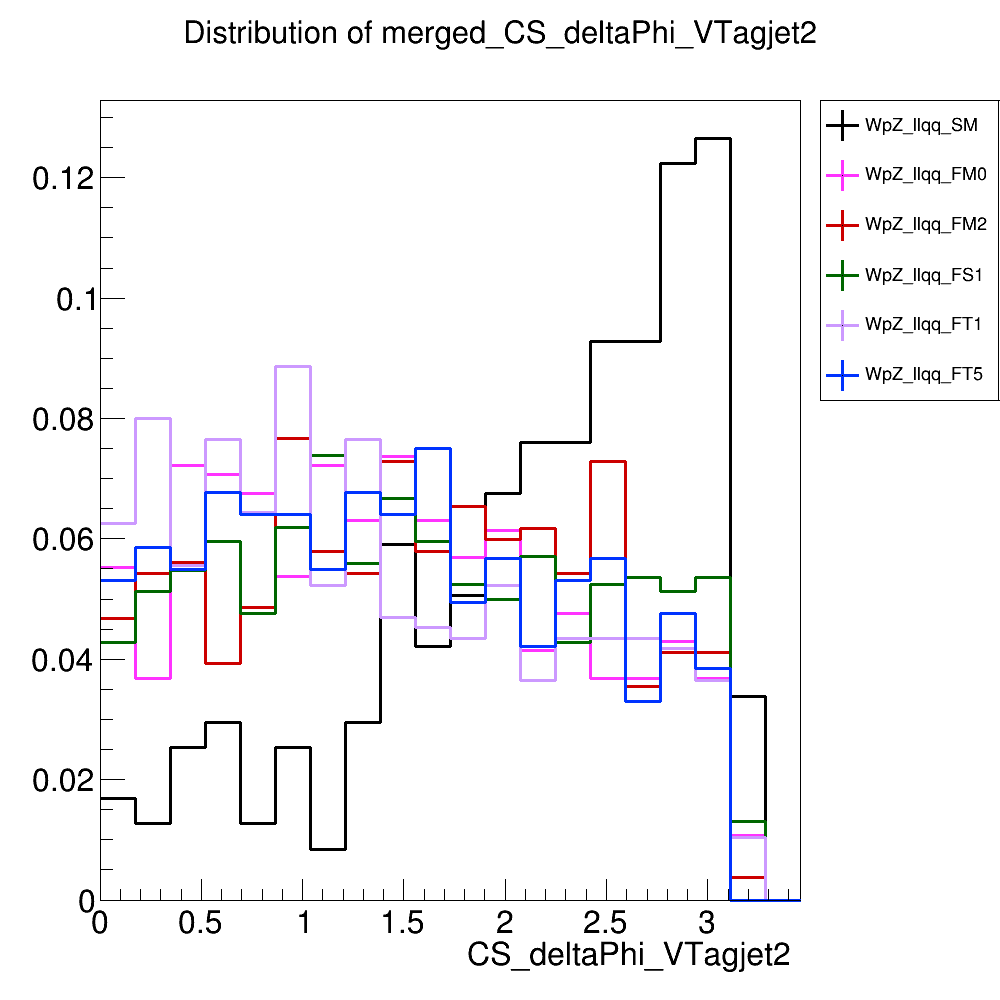 Distribution of merged_CS_deltaPhi_VTagjet2
WpZ_llqq_SM
WpZ_llqq_FM0
WpZ_llqq_FM2
WpZ_llqq_FS1
WpZ_llqq_FT1
WpZ_llqq_FT5
0.12
0.1
0.08
0.06
0.04
0.02
0
0 0.5 1 1.5 2 2.5 3
CS_deltaPhi_VTagjet2